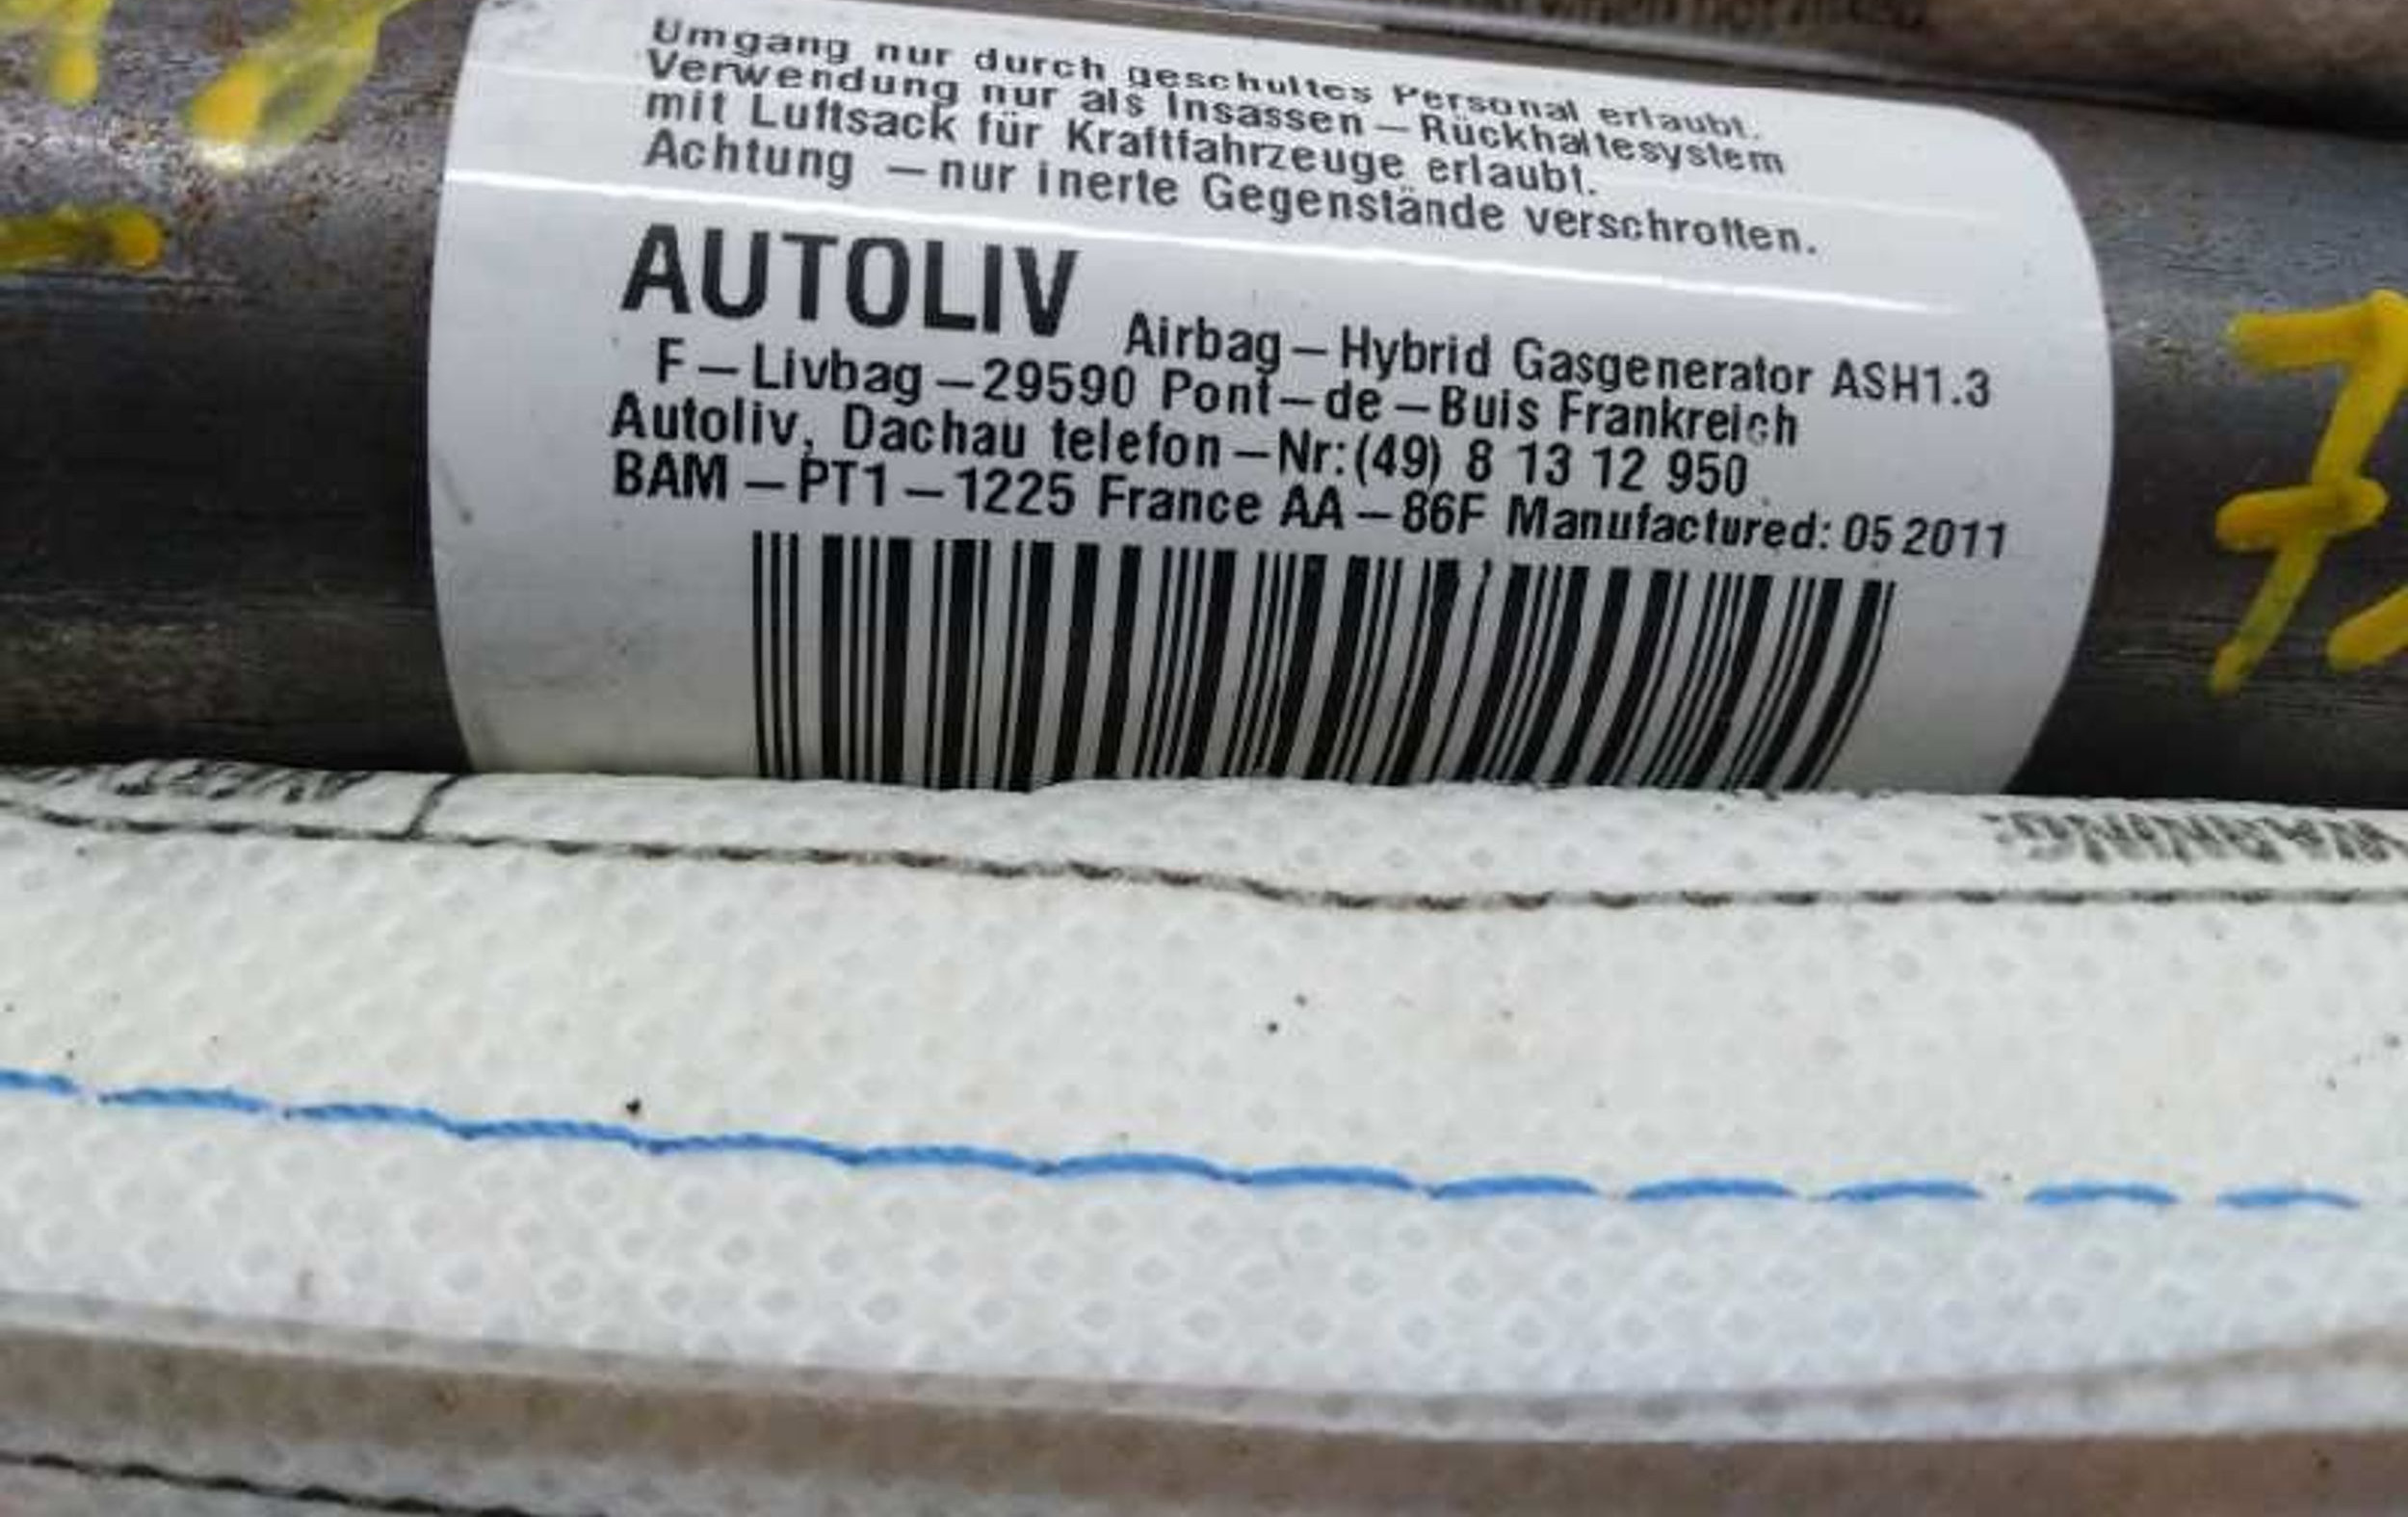 Umgang nur durch geschultes Personal erlaubt.
Verwendung nur als Insassen – Rückhaltesystem
mit Luftsack für Kraftfahrzeuge erlaubt.
Achtung – nur inerte Gegenstände verschrotten.
AUTOLIV Airbag – Hybrid Gasgenerator ASH1.3
F – Livbag – 29590 Pont – de – Buis Frankreich
Autoliv, Dachau telefon – Nr: (49) 8 13 12 950
BAM – PT1 – 1225 France AA – 86F Manufactured: 05 2011
WARNING: